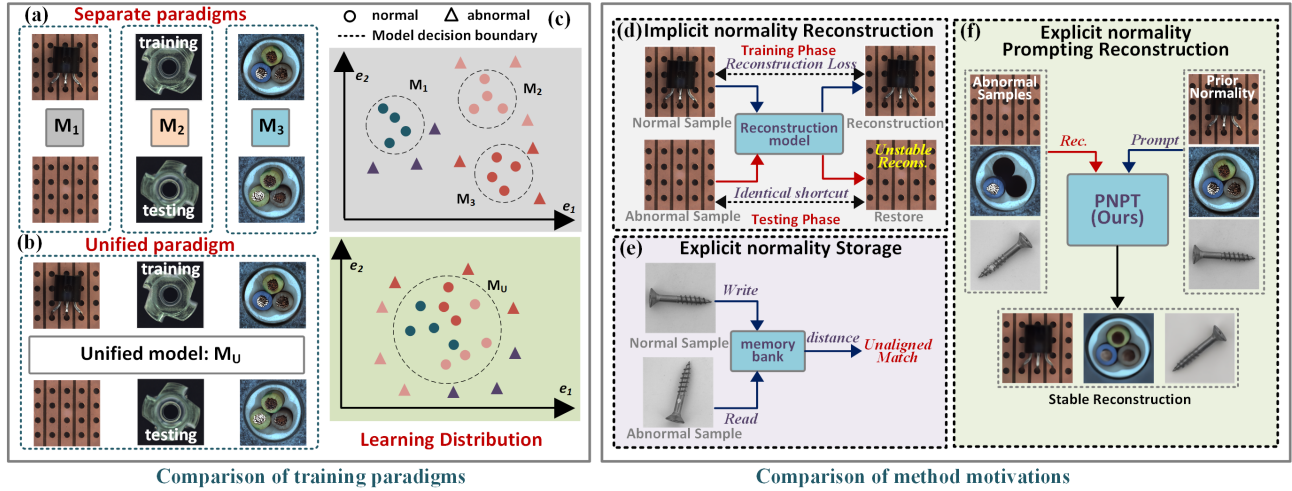 (a)
Separate paradigms
training
M1
M2
M3
testing
(b)
Unified paradigm
training
Unified model: MU
testing
normal
abnormal
(c)
Model decision boundary
e2
M1
M2
M3
e1
e2
MU
e1
Learning Distribution
Comparison of training paradigms
(d)
Implicit normality Reconstruction
Training Phase
Reconstruction Loss
Normal Sample
Reconstruction
Reconstruction
model
Unstable
Recons.
Identical shortcut
Abnormal Sample
Testing Phase
Restore
(e)
Explicit normality Storage
Write
Normal Sample
memory
bank
distance
Unaligned
Match
Read
Abnormal Sample
(f)
Explicit normality
Prompting Reconstruction
Abnormal
Samples
Prior
Normality
Rec.
Prompt
PNPT
(Ours)
Stable Reconstruction
Comparison of method motivations